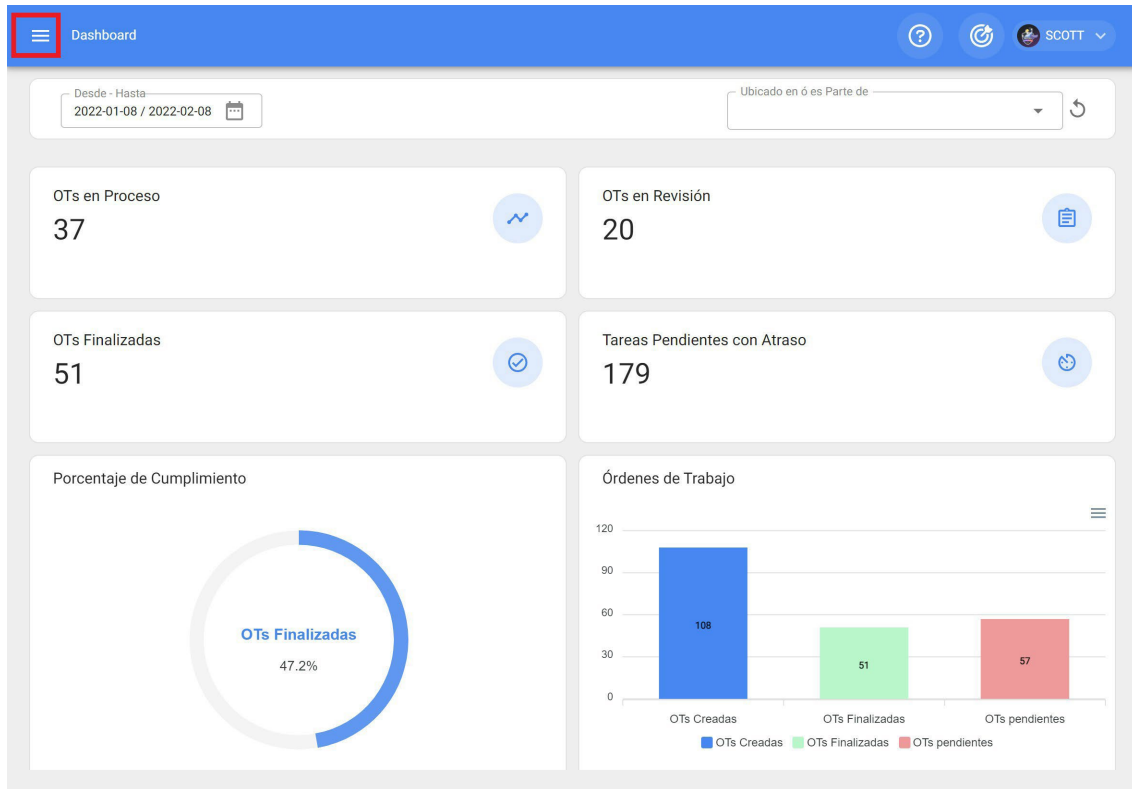 Dashboard
SCOTT
Desde - Hasta
2022-01-08 / 2022-02-08
Ubicado en ó es Parte de
OTs en Proceso
37
OTs en Revisión
20
OTs Finalizadas
51
Tareas Pendientes con Atraso
179
Porcentaje de Cumplimiento
OTs Finalizadas
47.2%
Órdenes de Trabajo
120
90
60
30
0
108
51
57
OTs Creadas
OTs Finalizadas
OTs pendientes
OTs Creadas OTs Finalizadas OTs pendientes